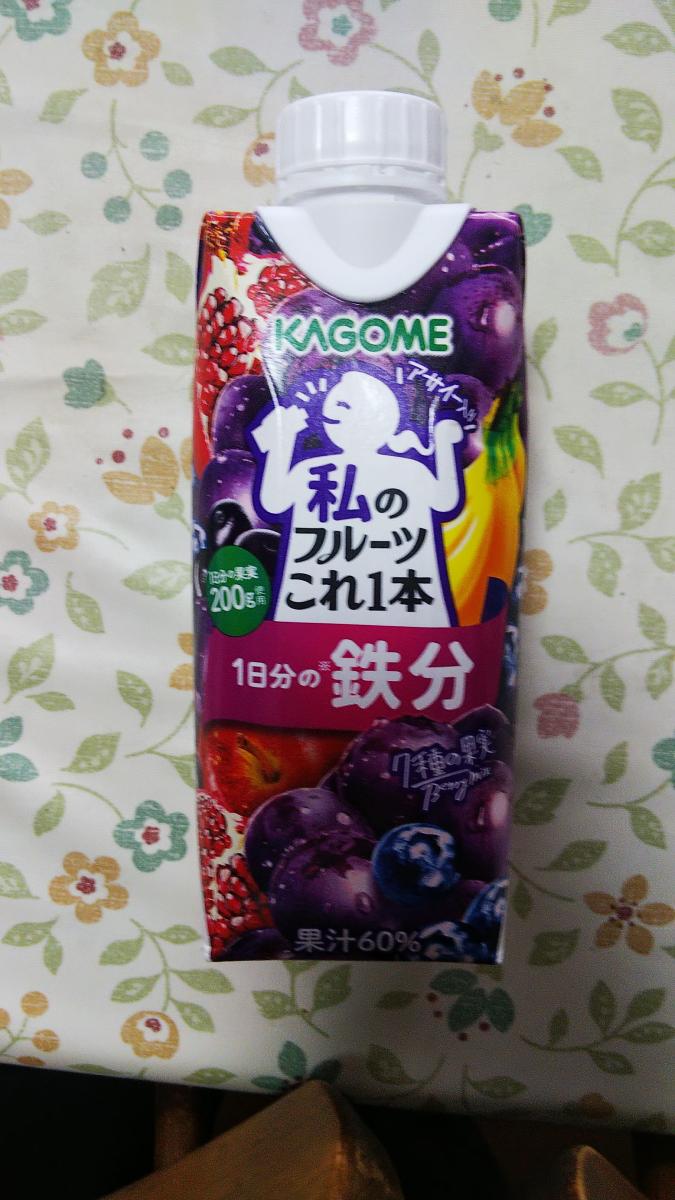 KAGOME
アサイー入り!
私の
フルーツ
これ1本
1日分の果実
200g使用
1日分の※鉄分
7種の果実
Berry Mix
果汁60%